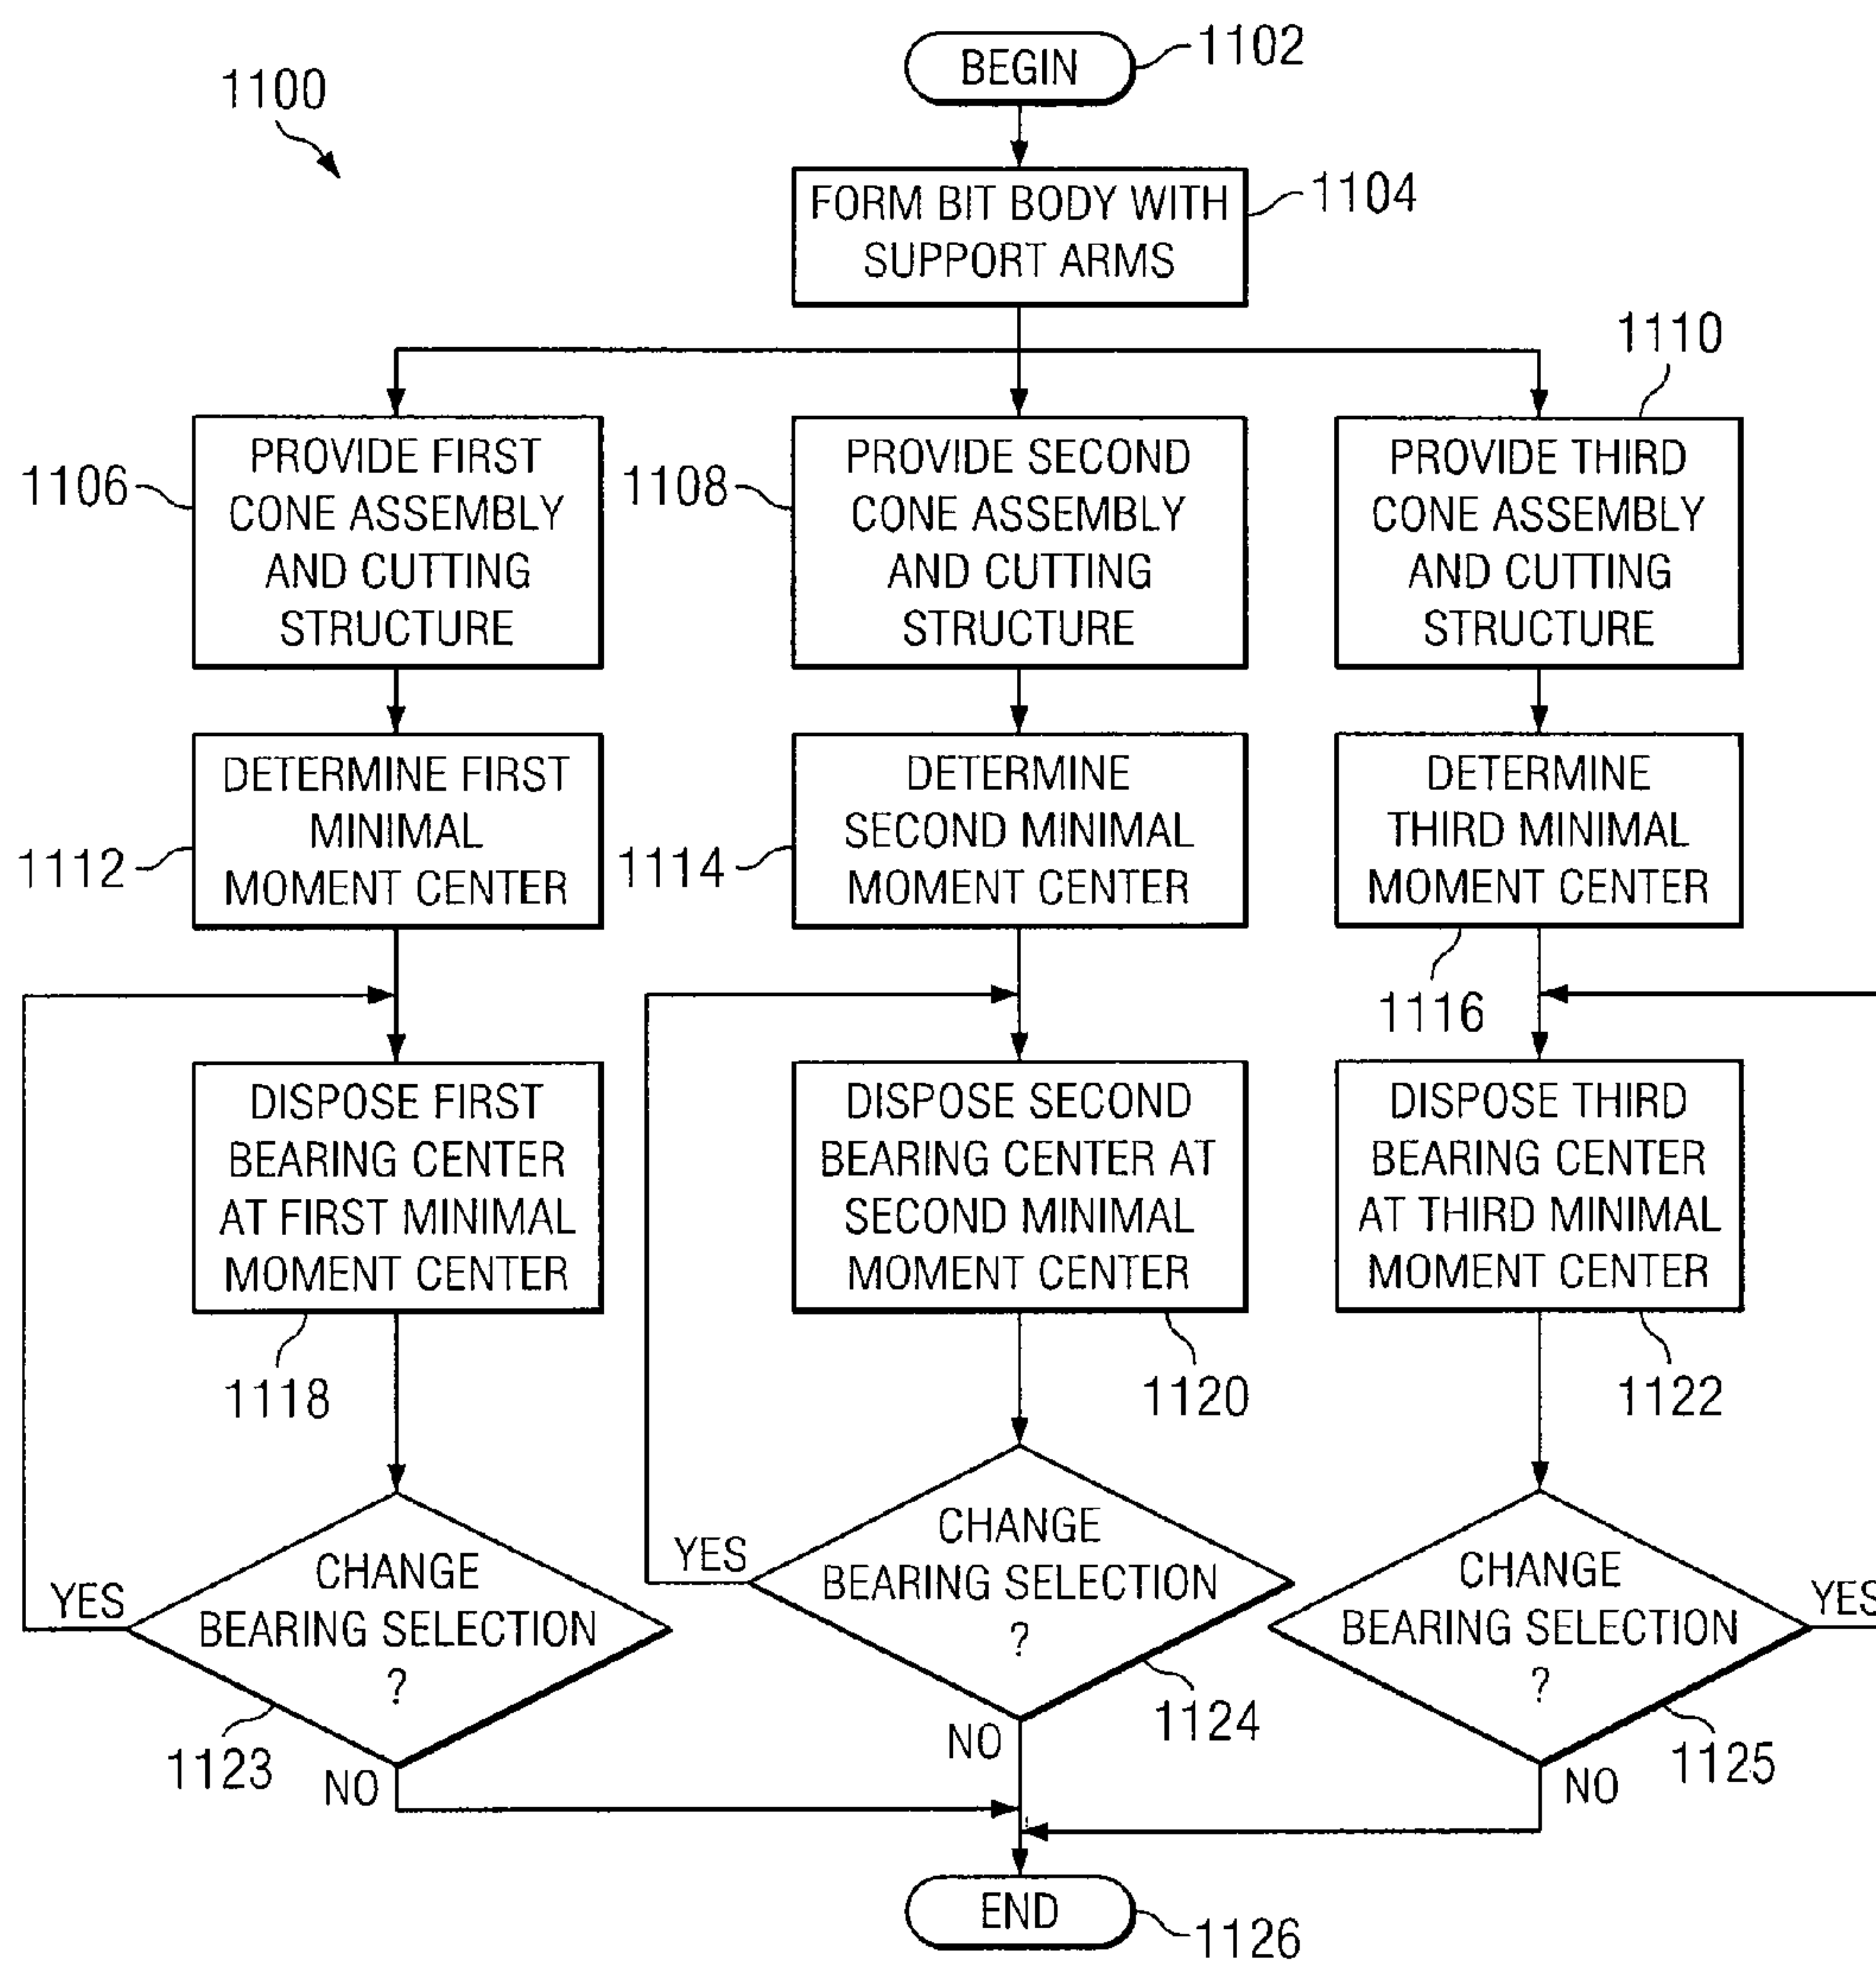 1100
BEGIN
1102
FORM BIT BODY WITH
SUPPORT ARMS
1104
1106
PROVIDE FIRST
CONE ASSEMBLY
AND CUTTING
STRUCTURE
1108
PROVIDE SECOND
CONE ASSEMBLY
AND CUTTING
STRUCTURE
1110
PROVIDE THIRD
CONE ASSEMBLY
AND CUTTING
STRUCTURE
1112
DETERMINE FIRST
MINIMAL
MOMENT CENTER
1114
DETERMINE
SECOND MINIMAL
MOMENT CENTER
DETERMINE
THIRD MINIMAL
MOMENT CENTER
1116
DISPOSE FIRST
BEARING CENTER
AT FIRST MINIMAL
MOMENT CENTER
1118
DISPOSE SECOND
BEARING CENTER AT
SECOND MINIMAL
MOMENT CENTER
1120
DISPOSE THIRD
BEARING CENTER
AT THIRD MINIMAL
MOMENT CENTER
1122
YES
CHANGE
BEARING SELECTION
?
1123
NO
YES
CHANGE
BEARING SELECTION
?
1124
NO
CHANGE
BEARING SELECTION
?
YES
1125
NO
END
1126